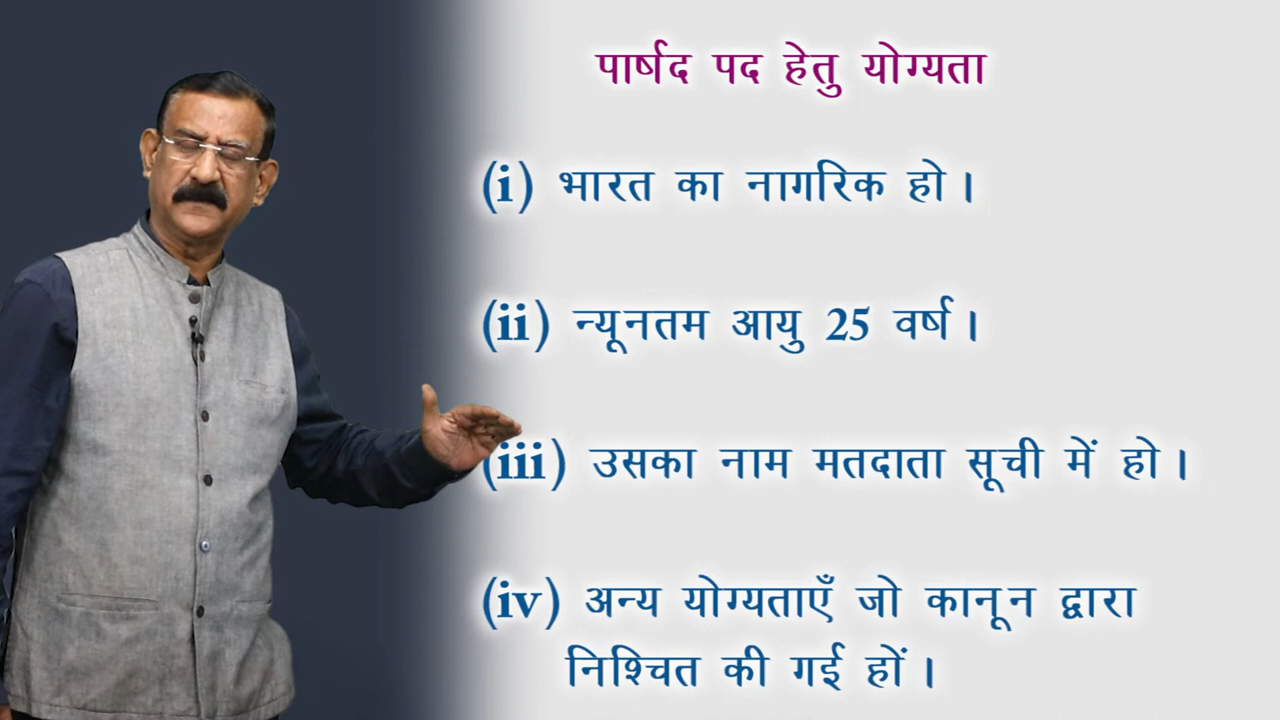 पार्षद पद हेतु योग्यता
(i) भारत का नागरिक हो।
(ii) न्यूनतम आयु 25 वर्ष।
(iii) उसका नाम मतदाता सूची में हो।
(iv) अन्य योग्यताएँ जो कानून द्वारा
निश्चित की गई हों।